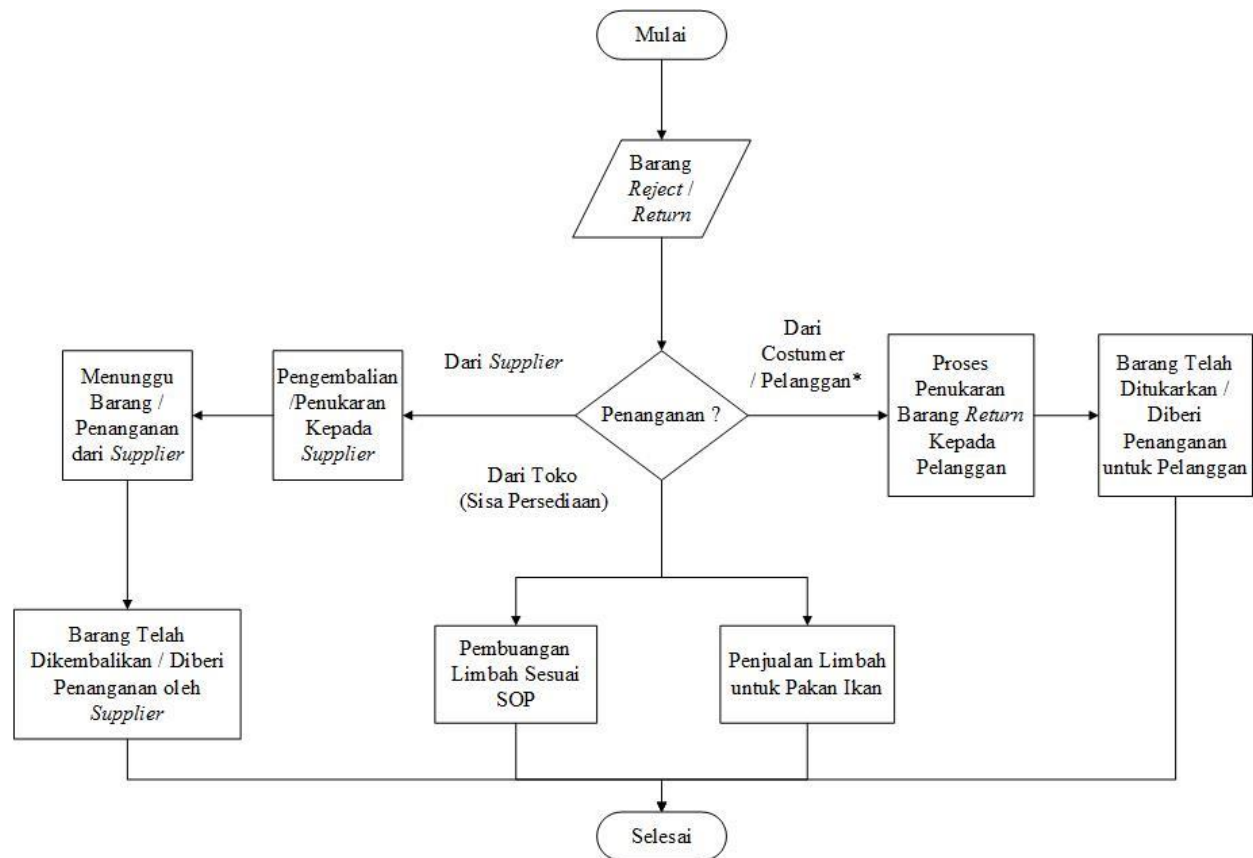 Mulai
Barang
Reject /
Return
Dari Supplier
Dari
Costumer
/ Pelanggan*
Menunggu
Barang /
Penanganan
dari Supplier
Pengembalian
/Penukaran
Kepada
Supplier
Penanganan ?
Proses
Penukaran
Barang Return
Kepada
Pelanggan
Barang Telah
Ditukarkan /
Diberi
Penanganan
untuk Pelanggan
Dari Toko
(Sisa Persediaan)
Barang Telah
Dikembalikan / Diberi
Penanganan oleh
Supplier
Pembuangan
Limbah Sesuai
SOP
Penjualan Limbah
untuk Pakan Ikan
Selesai